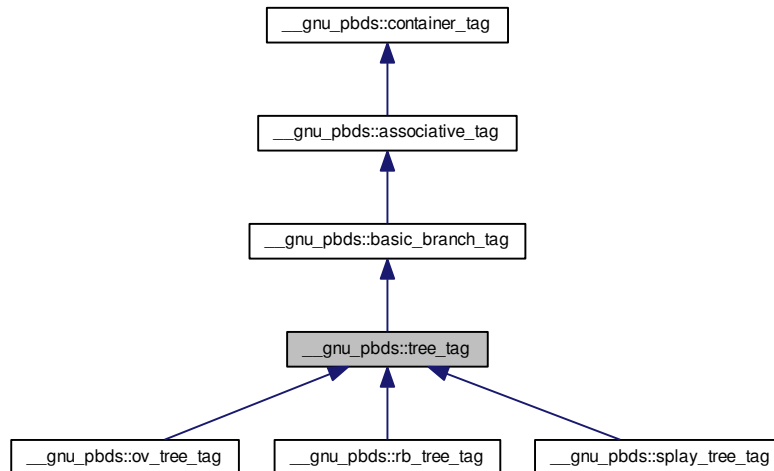 __gnu_pbds::container_tag
__gnu_pbds::associative_tag
__gnu_pbds::basic_branch_tag
__gnu_pbds::tree_tag
__gnu_pbds::ov_tree_tag
__gnu_pbds::rb_tree_tag
__gnu_pbds::splay_tree_tag